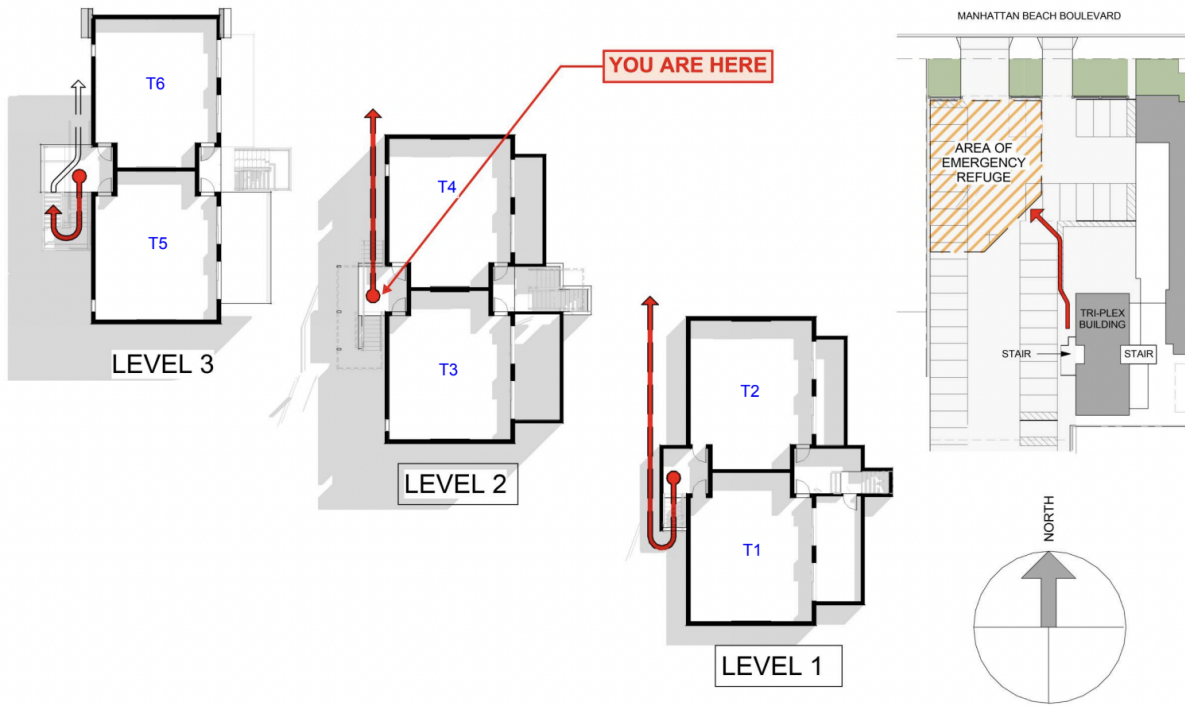 T6
T5
LEVEL 3
YOU ARE HERE
T4
T3
LEVEL 2
T2
T1
LEVEL 1
MANHATTAN BEACH BOULEVARD
AREA OF
EMERGENCY
REFUGE
TRI-PLEX
BUILDING
STAIR
STAIR
NORTH